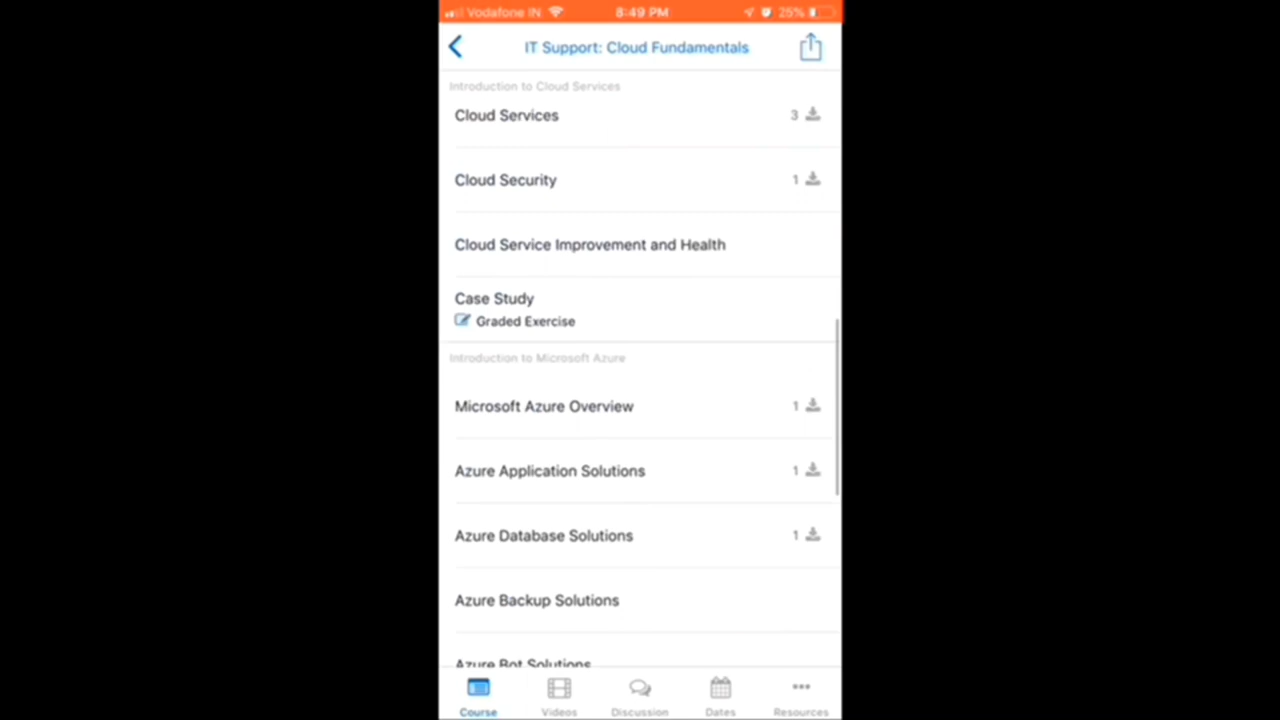 Vodafone IN 8:49 PM 25%
IT Support: Cloud Fundamentals
Introduction to Cloud Services
Cloud Services 3
Cloud Security 1
Cloud Service Improvement and Health
Case Study
Graded Exercise
Introduction to Microsoft Azure
Microsoft Azure Overview 1
Azure Application Solutions 1
Azure Database Solutions 1
Azure Backup Solutions
Azure Bot Solutions
Course Videos Discussion Dates Resources